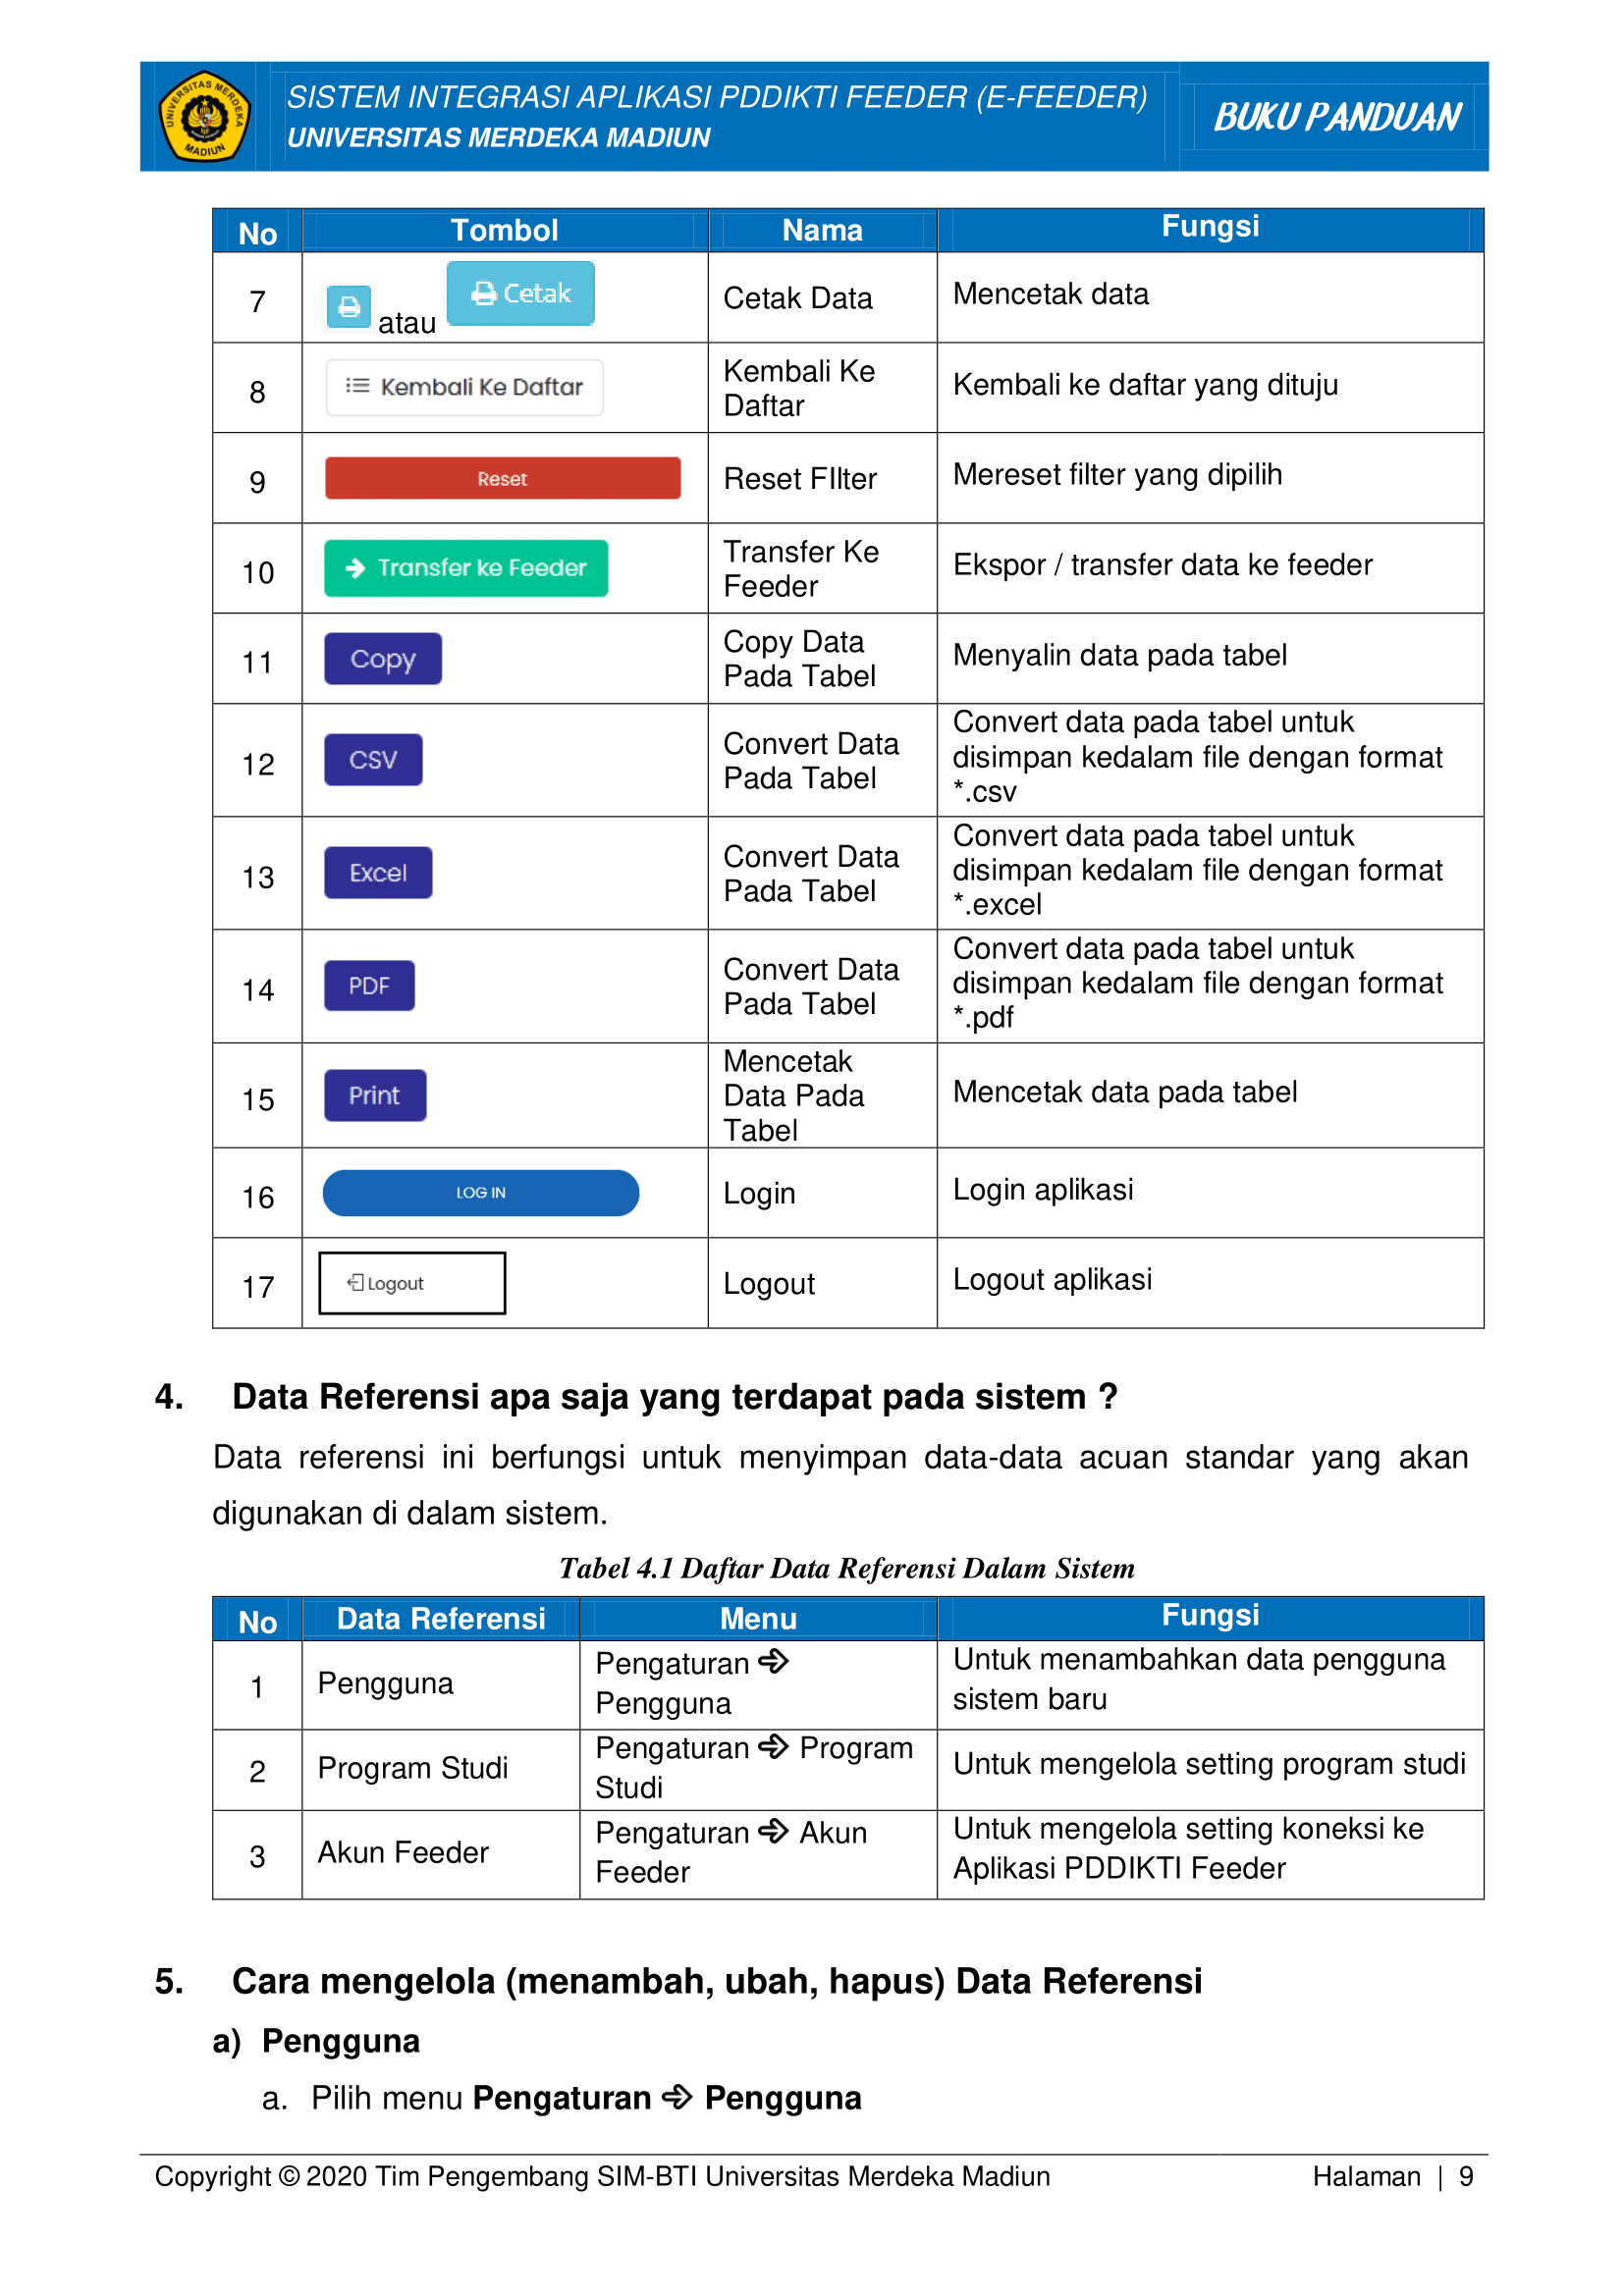 UNIVERSITAS MERDEKA
MADIUN
SISTEM INTEGRASI APLIKASI PDDIKTI FEEDER (E-FEEDER)
UNIVERSITAS MERDEKA MADIUN
BUKU PANDUAN
No Tombol Nama Fungsi
7 atau Cetak Cetak Data Mencetak data
8 Kembali Ke Daftar Kembali Ke
Daftar Kembali ke daftar yang dituju
9 Reset Reset FIlter Mereset filter yang dipilih
10 Transfer ke Feeder Transfer Ke
Feeder Ekspor / transfer data ke feeder
11 Copy Copy Data
Pada Tabel Menyalin data pada tabel
12 CSV Convert Data
Pada Tabel Convert data pada tabel untuk
disimpan kedalam file dengan format
*.csv
13 Excel Convert Data
Pada Tabel Convert data pada tabel untuk
disimpan kedalam file dengan format
*.excel
14 PDF Convert Data
Pada Tabel Convert data pada tabel untuk
disimpan kedalam file dengan format
*.pdf
15 Print Mencetak
Data Pada
Tabel Mencetak data pada tabel
16 LOG IN Login Login aplikasi
17 Logout Logout Logout aplikasi
4. Data Referensi apa saja yang terdapat pada sistem ?
Data referensi ini berfungsi untuk menyimpan data-data acuan standar yang akan
digunakan di dalam sistem.
Tabel 4.1 Daftar Data Referensi Dalam Sistem
No Data Referensi Menu Fungsi
1 Pengguna Pengaturan ➩
Pengguna Untuk menambahkan data pengguna
sistem baru
2 Program Studi Pengaturan ➩ Program
Studi Untuk mengelola setting program studi
3 Akun Feeder Pengaturan ➩ Akun
Feeder Untuk mengelola setting koneksi ke
Aplikasi PDDIKTI Feeder
5. Cara mengelola (menambah, ubah, hapus) Data Referensi
a) Pengguna
a. Pilih menu Pengaturan ➩ Pengguna
Copyright © 2020 Tim Pengembang SIM-BTI Universitas Merdeka Madiun Halaman | 9